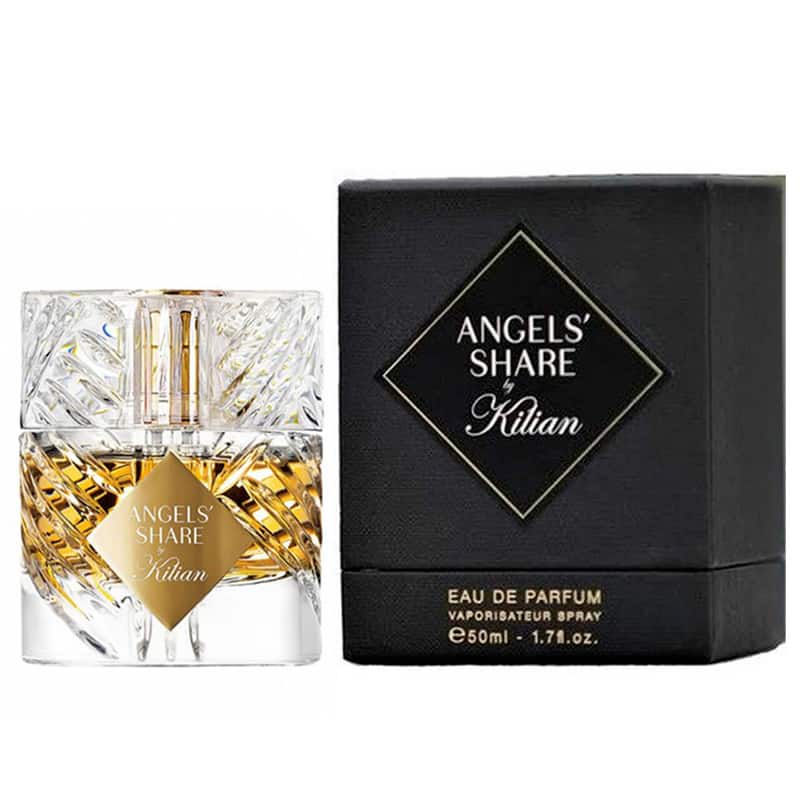 ANGELS'
SHARE
by
Kilian
ANGELS'
SHARE
by
Kilian
EAU DE PARFUM
VAPORISATEUR SPRAY
℮50ml - 1.7fl.oz.